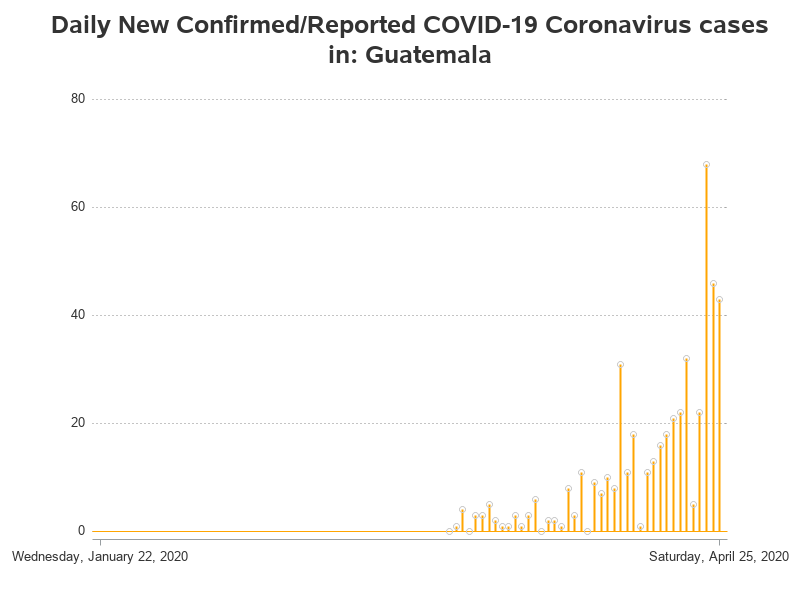 Daily New Confirmed/Reported COVID-19 Coronavirus cases
in: Guatemala
80
60
40
20
0
Wednesday, January 22, 2020
Saturday, April 25, 2020